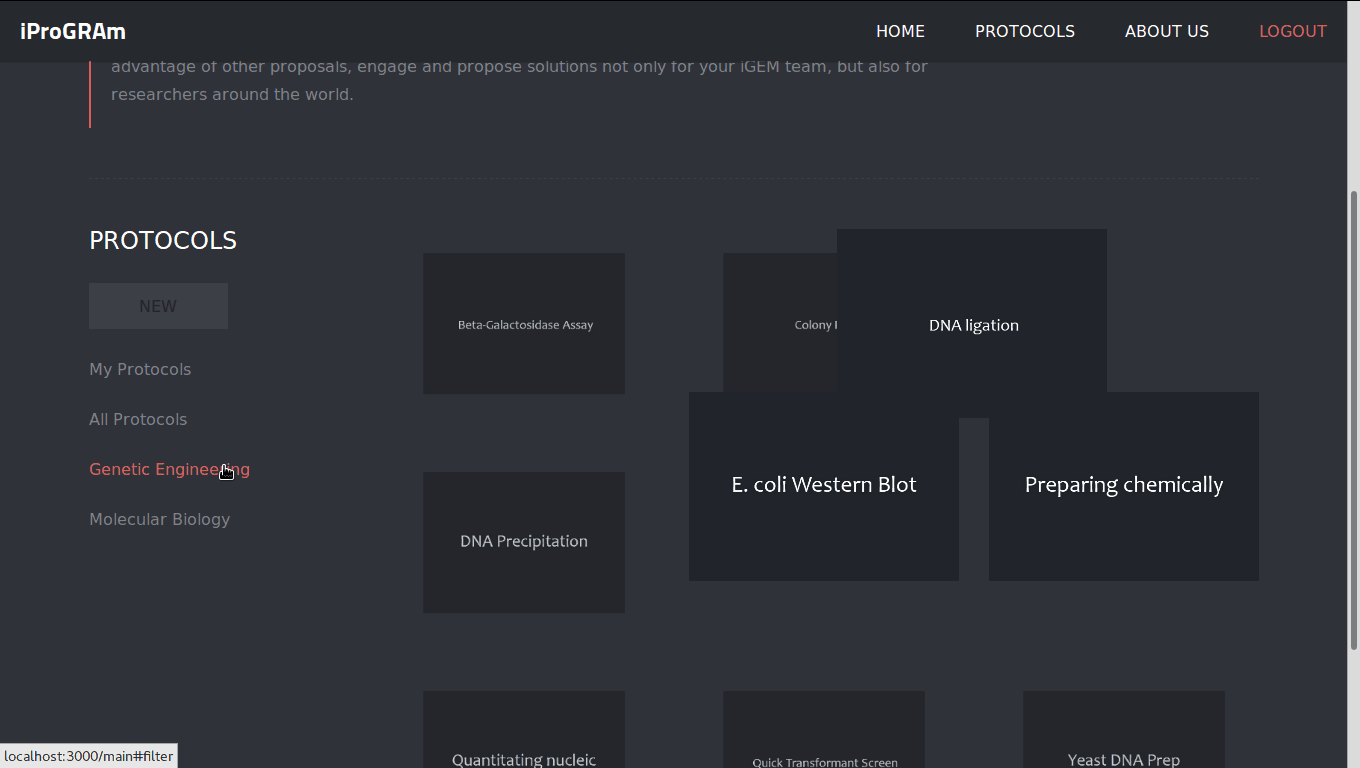 iProGRAm
HOME
PROTOCOLS
ABOUT US
LOGOUT
advantage of other proposals, engage and propose solutions not only for your iGEM team, but also for
researchers around the world.
PROTOCOLS
NEW
My Protocols
All Protocols
Genetic Engineering
Molecular Biology
Beta-Galactosidase Assay
Colony
DNA ligation
E. coli Western Blot
Preparing chemically
DNA Precipitation
Quantitating nucleic
Quick Transformant Screen
Yeast DNA Prep
localhost:3000/main#filter